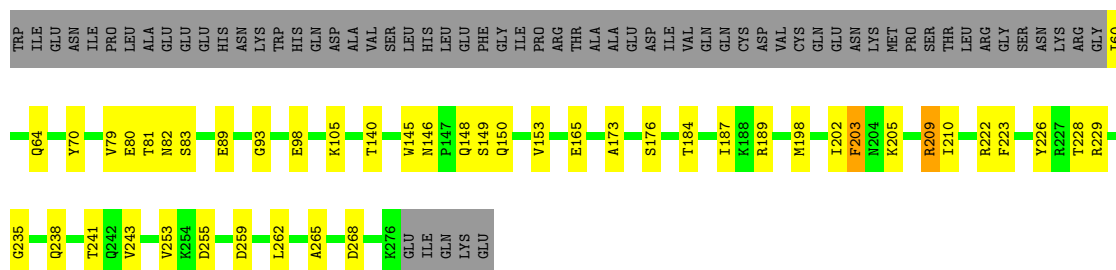 TRP ILE GLU ASN ILE PRO LEU ALA GLU GLU GLU HIS ASN LYS TRP HIS GLN ASP ALA VAL SER LEU HIS LEU GLU PHE GLY ILE PRO ARG THR ALA ALA GLU ASP ILE VAL GLN GLN CYS ASP VAL CYS GLN GLU ASN LYS MET PRO SER THR LEU ARG GLY SER ASN LYS ARG GLY I60
Q64 Y70 V79 E80 T81 N82 S83 E89 G93 E98 K105 T140 W145 N146 P147 Q148 S149 Q150 V153 E165 A173 S176 T184 I187 K188 R189 M198 I202 F203 N204 K205 R209 I210 R222 F223 Y226 R227 T228 R229
G235 Q238 T241 Q242 V243 V253 K254 D255 D259 L262 A265 D268 K276 GLU ILE GLN LYS GLU